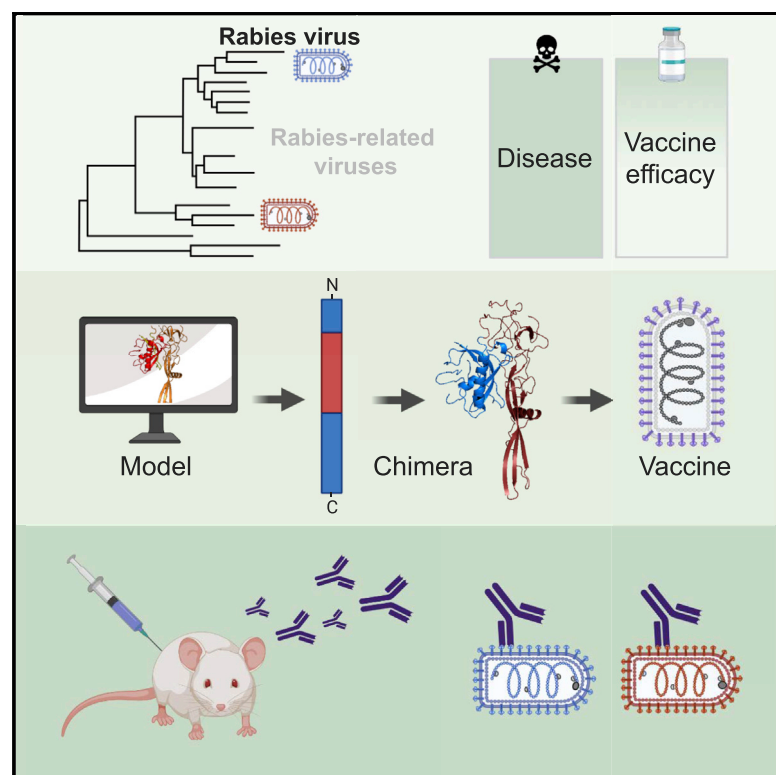 Rabies virus
Rabies-related
viruses
Disease
Vaccine
efficacy
N
Model
Chimera
Vaccine
C